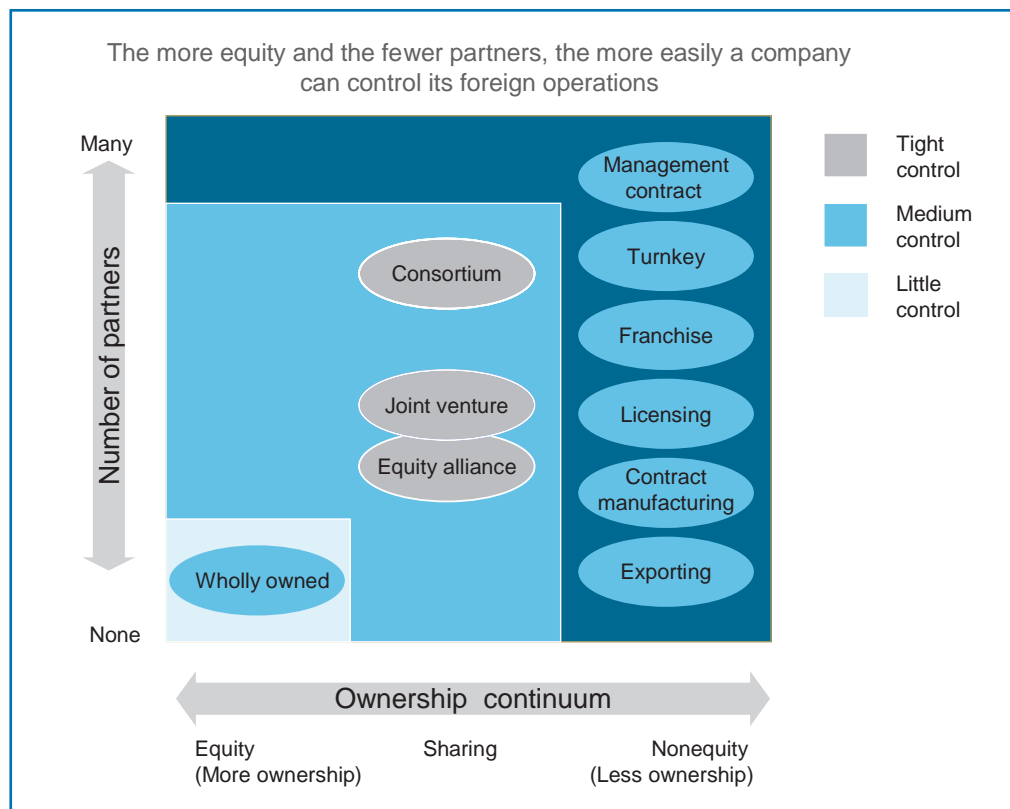 The more equity and the fewer partners, the more easily a company
can control its foreign operations
Many
Number of partners
None
Management
contract
Turnkey
Franchise
Licensing
Contract
manufacturing
Exporting
Consortium
Joint venture
Equity alliance
Wholly owned
Tight
control
Medium
control
Little
control
Ownership continuum
Equity
(More ownership)
Sharing
Nonequity
(Less ownership)